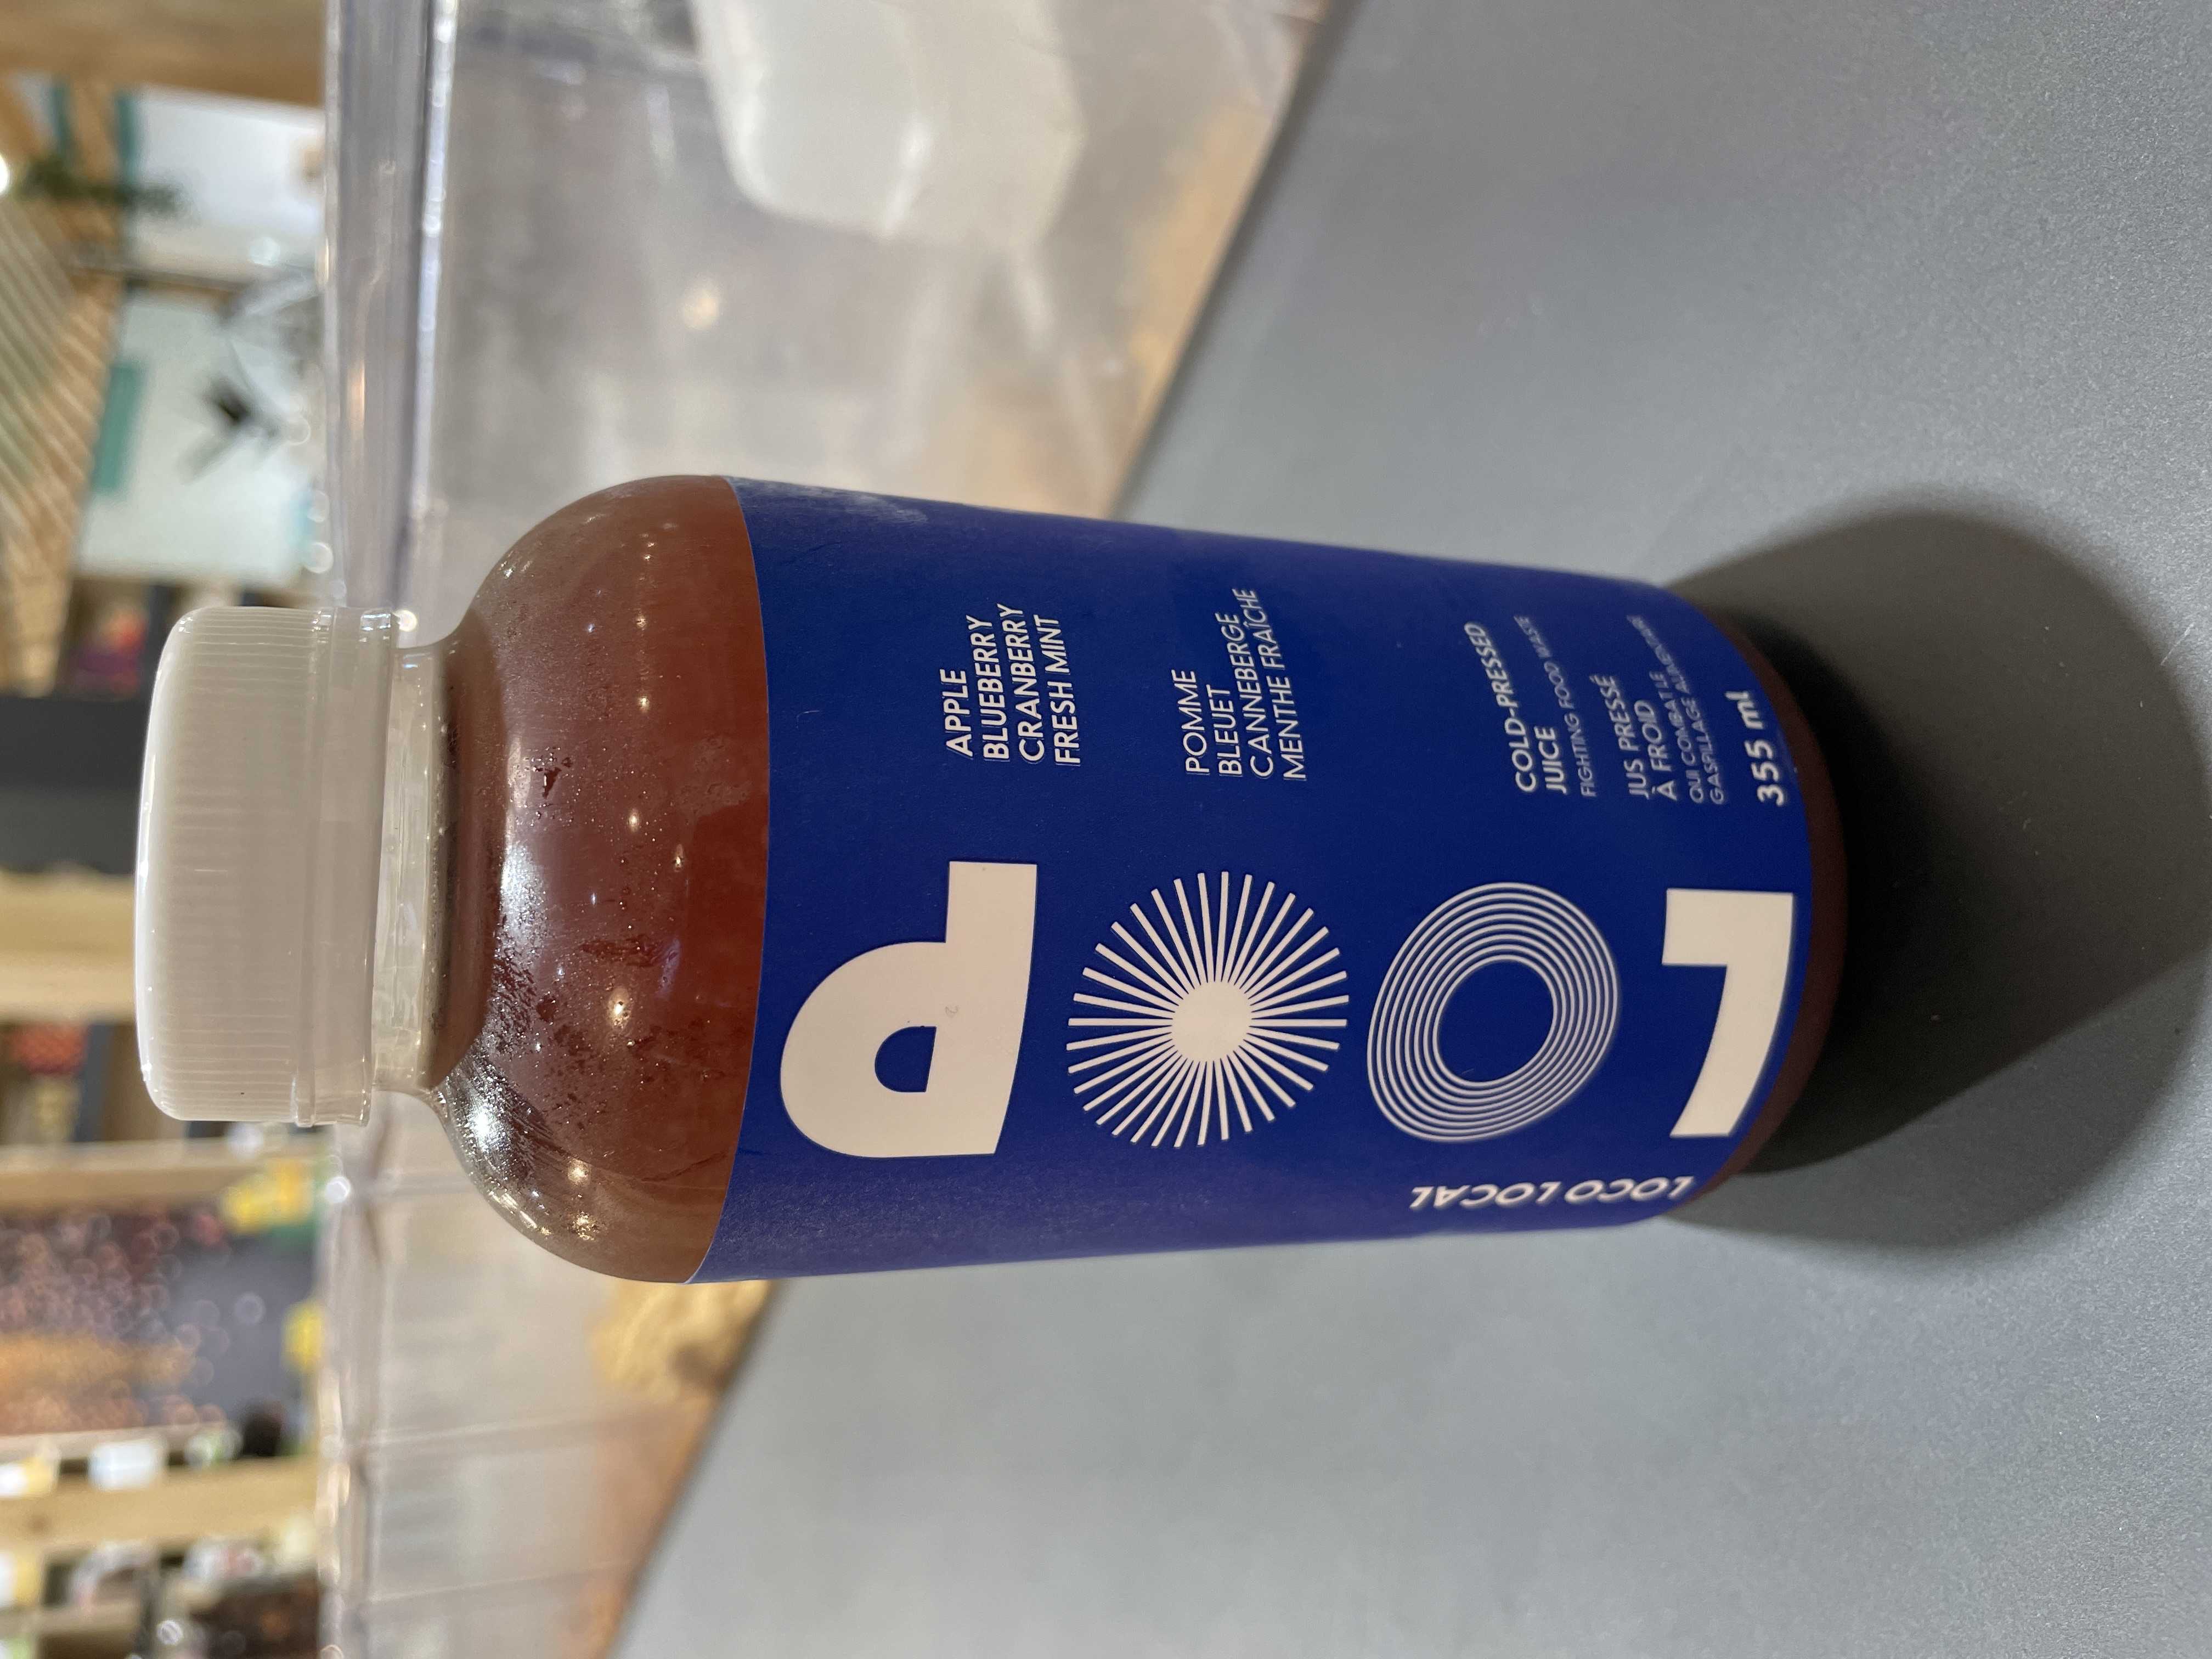 LOOP
LOCO LOCAL
APPLE
BLUEBERRY
CRANBERRY
FRESH MINT
POMME
BLEUET
CANNEBERGE
MENTHE FRAÎCHE
COLD-PRESSED
JUICE
FIGHTING FOOD WASTE
JUS PRESSÉ
À FROID
QUI COMBAT LE
GASPILLAGE ALIMENTAIRE
355 ml